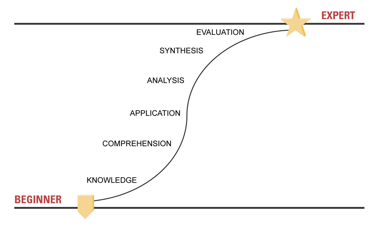 EXPERT
EVALUATION
SYNTHESIS
ANALYSIS
APPLICATION
COMPREHENSION
KNOWLEDGE
BEGINNER